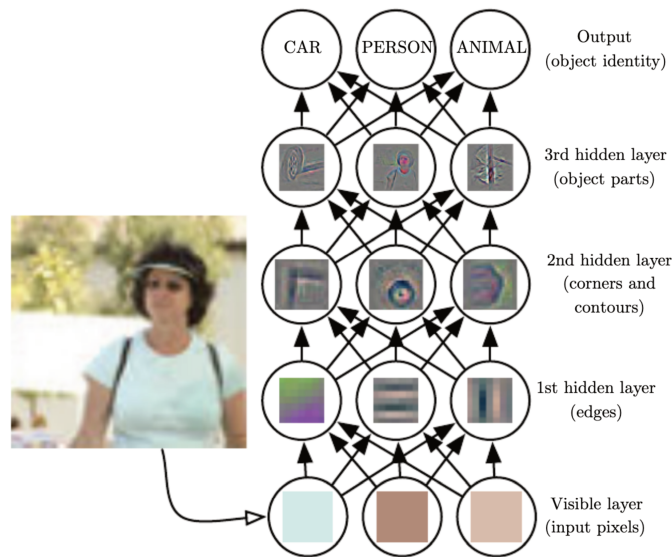 CAR PERSON ANIMAL
Output
(object identity)
3rd hidden layer
(object parts)
2nd hidden layer
(corners and
contours)
1st hidden layer
(edges)
Visible layer
(input pixels)